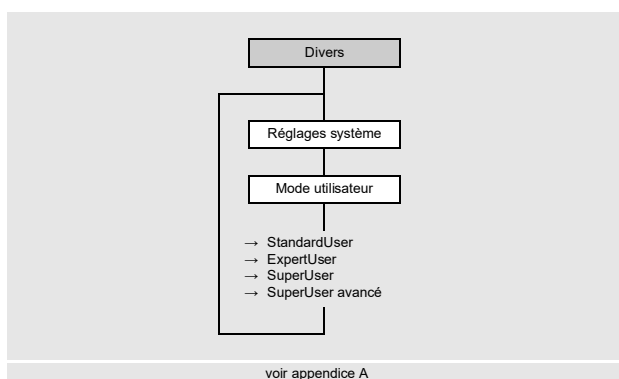 Divers
Réglages système
Mode utilisateur
→ StandardUser
→ ExpertUser
→ SuperUser
→ SuperUser avancé
voir appendice A